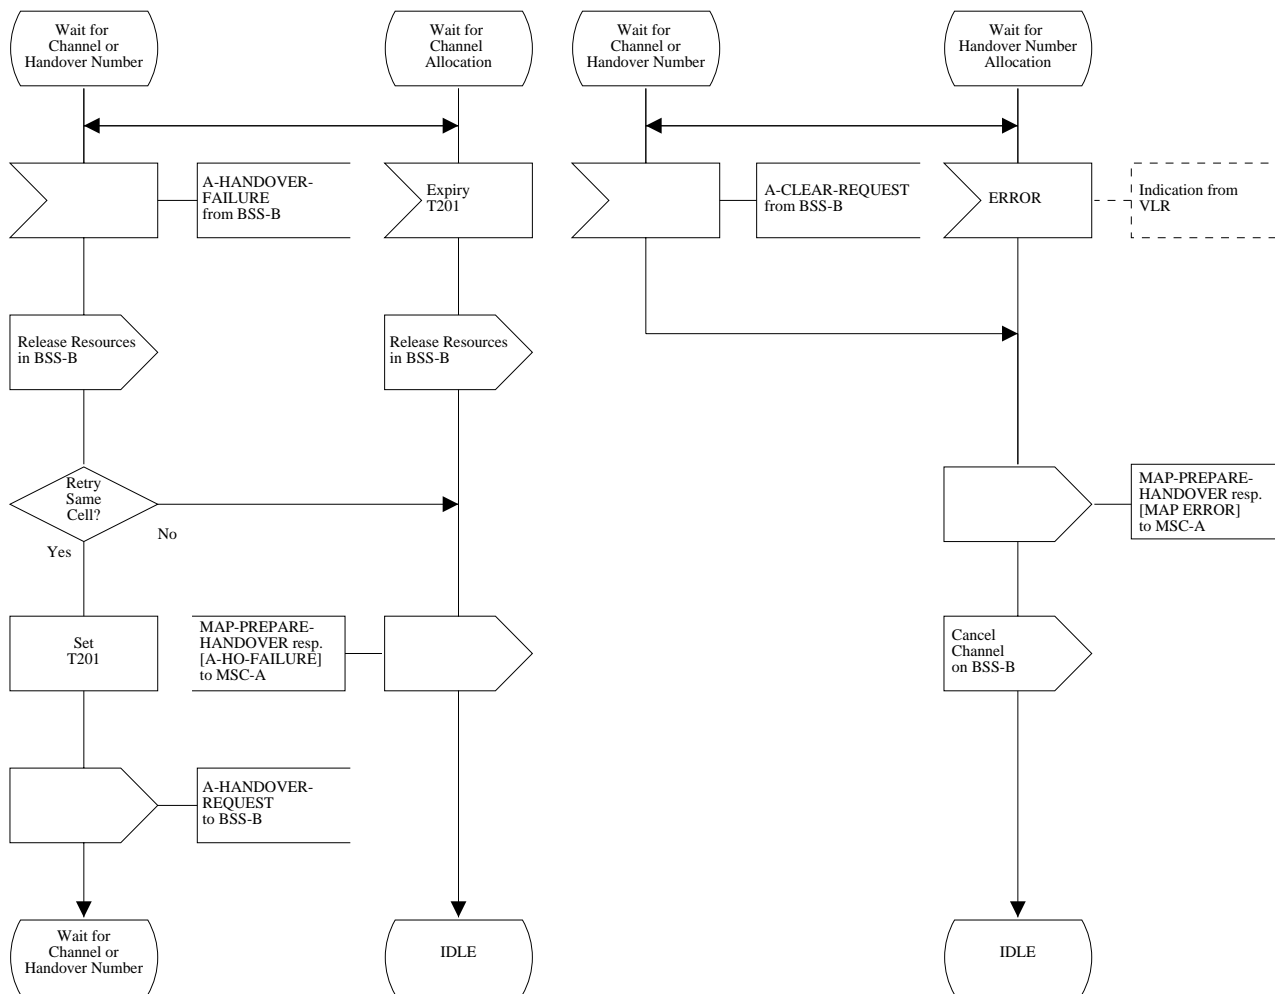 Wait for
Channel or
Handover Number
Wait for
Channel
Allocation
Wait for
Channel or
Handover Number
Wait for
Handover Number
Allocation
A-HANDOVER-
FAILURE
from BSS-B
Expiry
T201
A-CLEAR-REQUEST
from BSS-B
ERROR
Indication from
VLR
Release Resources
in BSS-B
Release Resources
in BSS-B
Retry
Same
Cell?
No
Yes
MAP-PREPARE-
HANDOVER resp.
[MAP ERROR]
to MSC-A
Set
T201
MAP-PREPARE-
HANDOVER resp.
[A-HO-FAILURE]
to MSC-A
Cancel
Channel
on BSS-B
A-HANDOVER-
REQUEST
to BSS-B
Wait for
Channel or
Handover Number
IDLE
IDLE